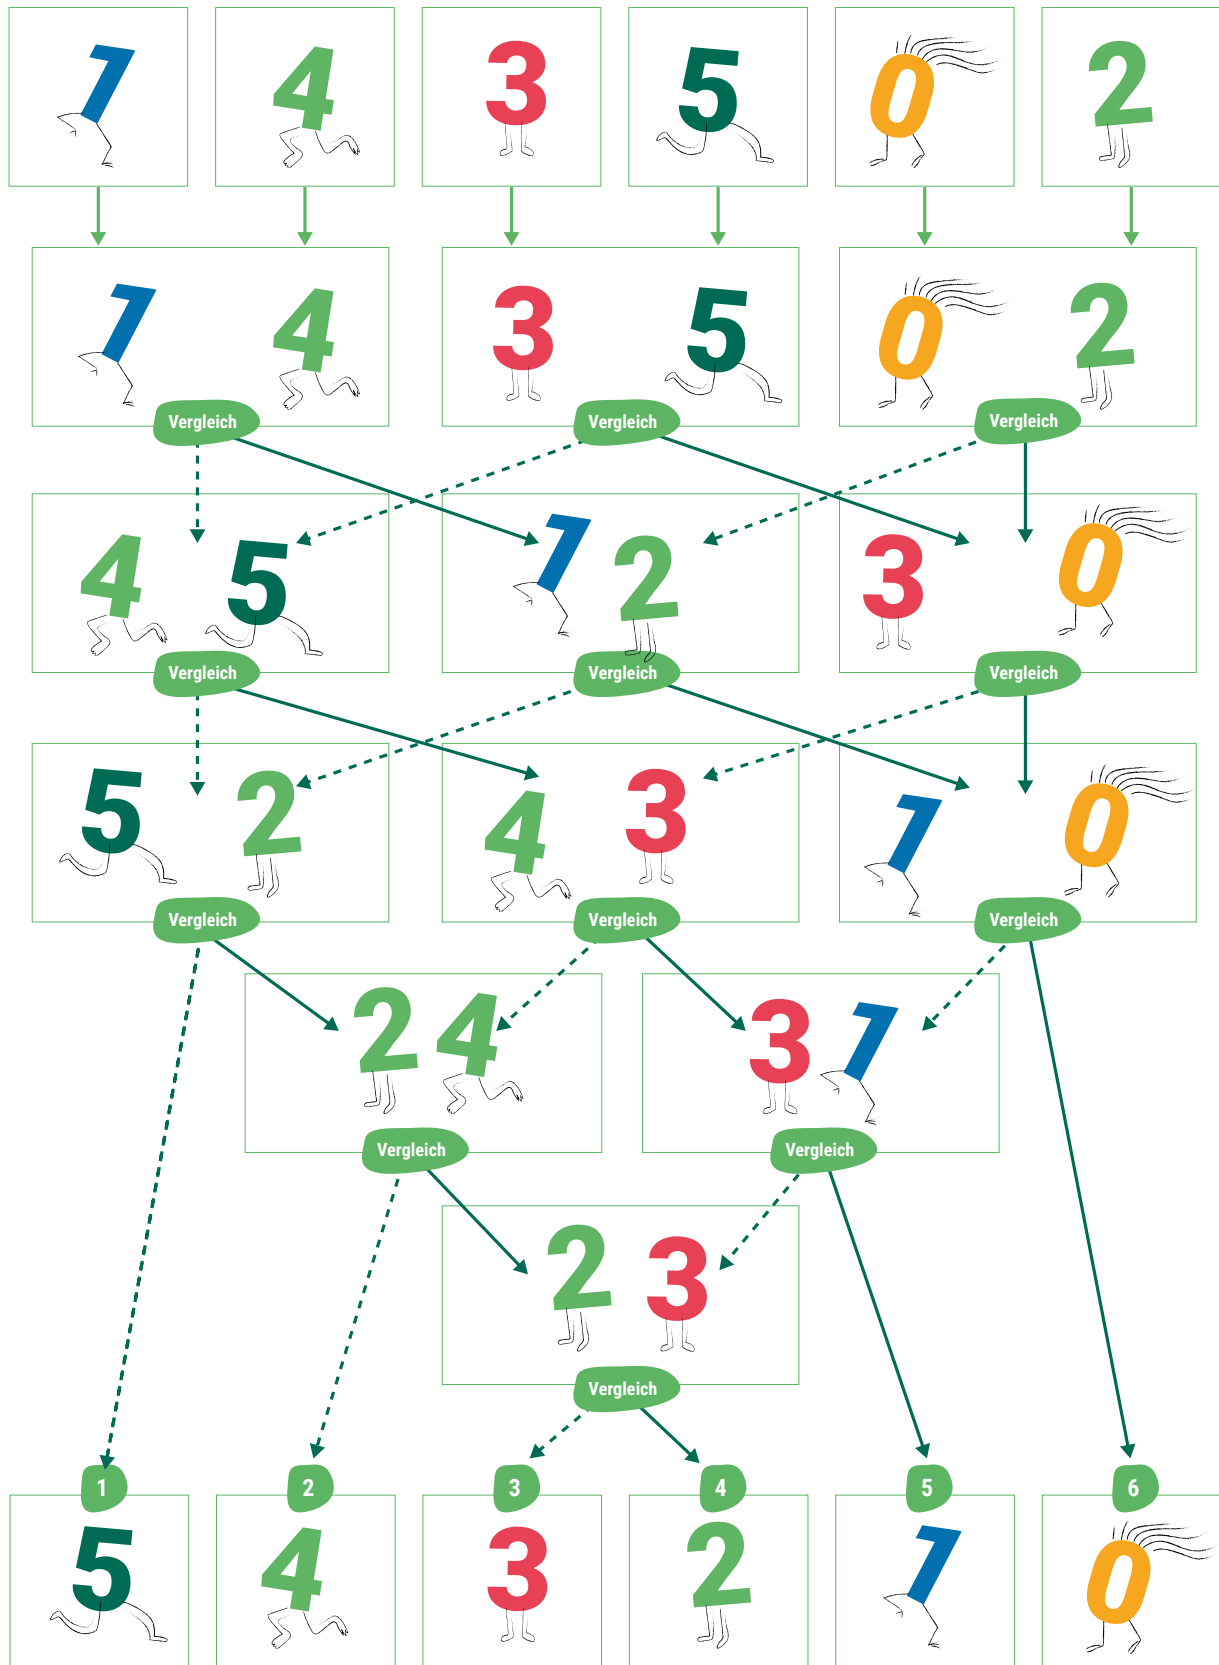 1 4 3 5 0 2
1 4 3 5 0 2
Vergleich Vergleich Vergleich
4 5 1 2 3 0
Vergleich Vergleich Vergleich
5 2 4 3 1 0
Vergleich Vergleich Vergleich
2 4 3 1
Vergleich Vergleich
2 3
Vergleich
1 2 3 4 5 6
5 4 3 2 1 0